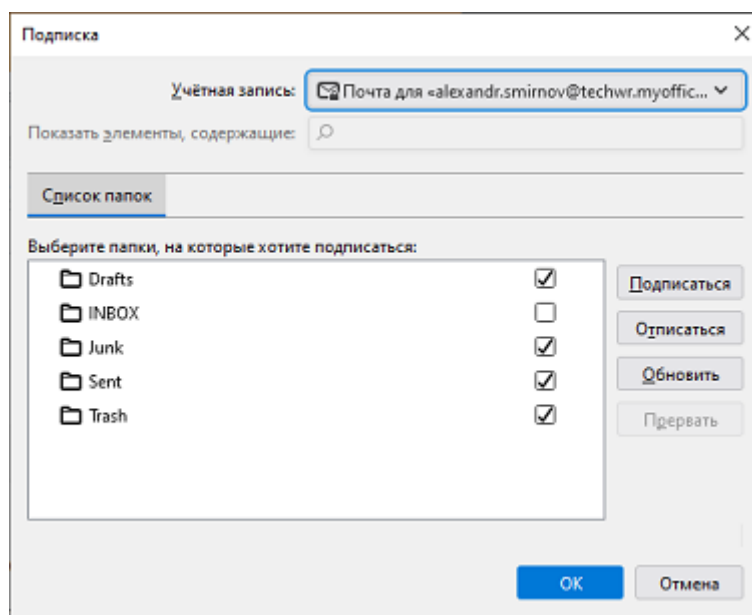 Подписка
Учётная запись: Почта для «alexandr.smirnov@techwr.myoffic...
Показать элементы, содержащие:
Список папок
Выберите папки, на которые хотите подписаться:
Drafts
Подписаться
INBOX
Отписаться
Junk
Sent
Обновить
Trash
Прервать
ОК
Отмена